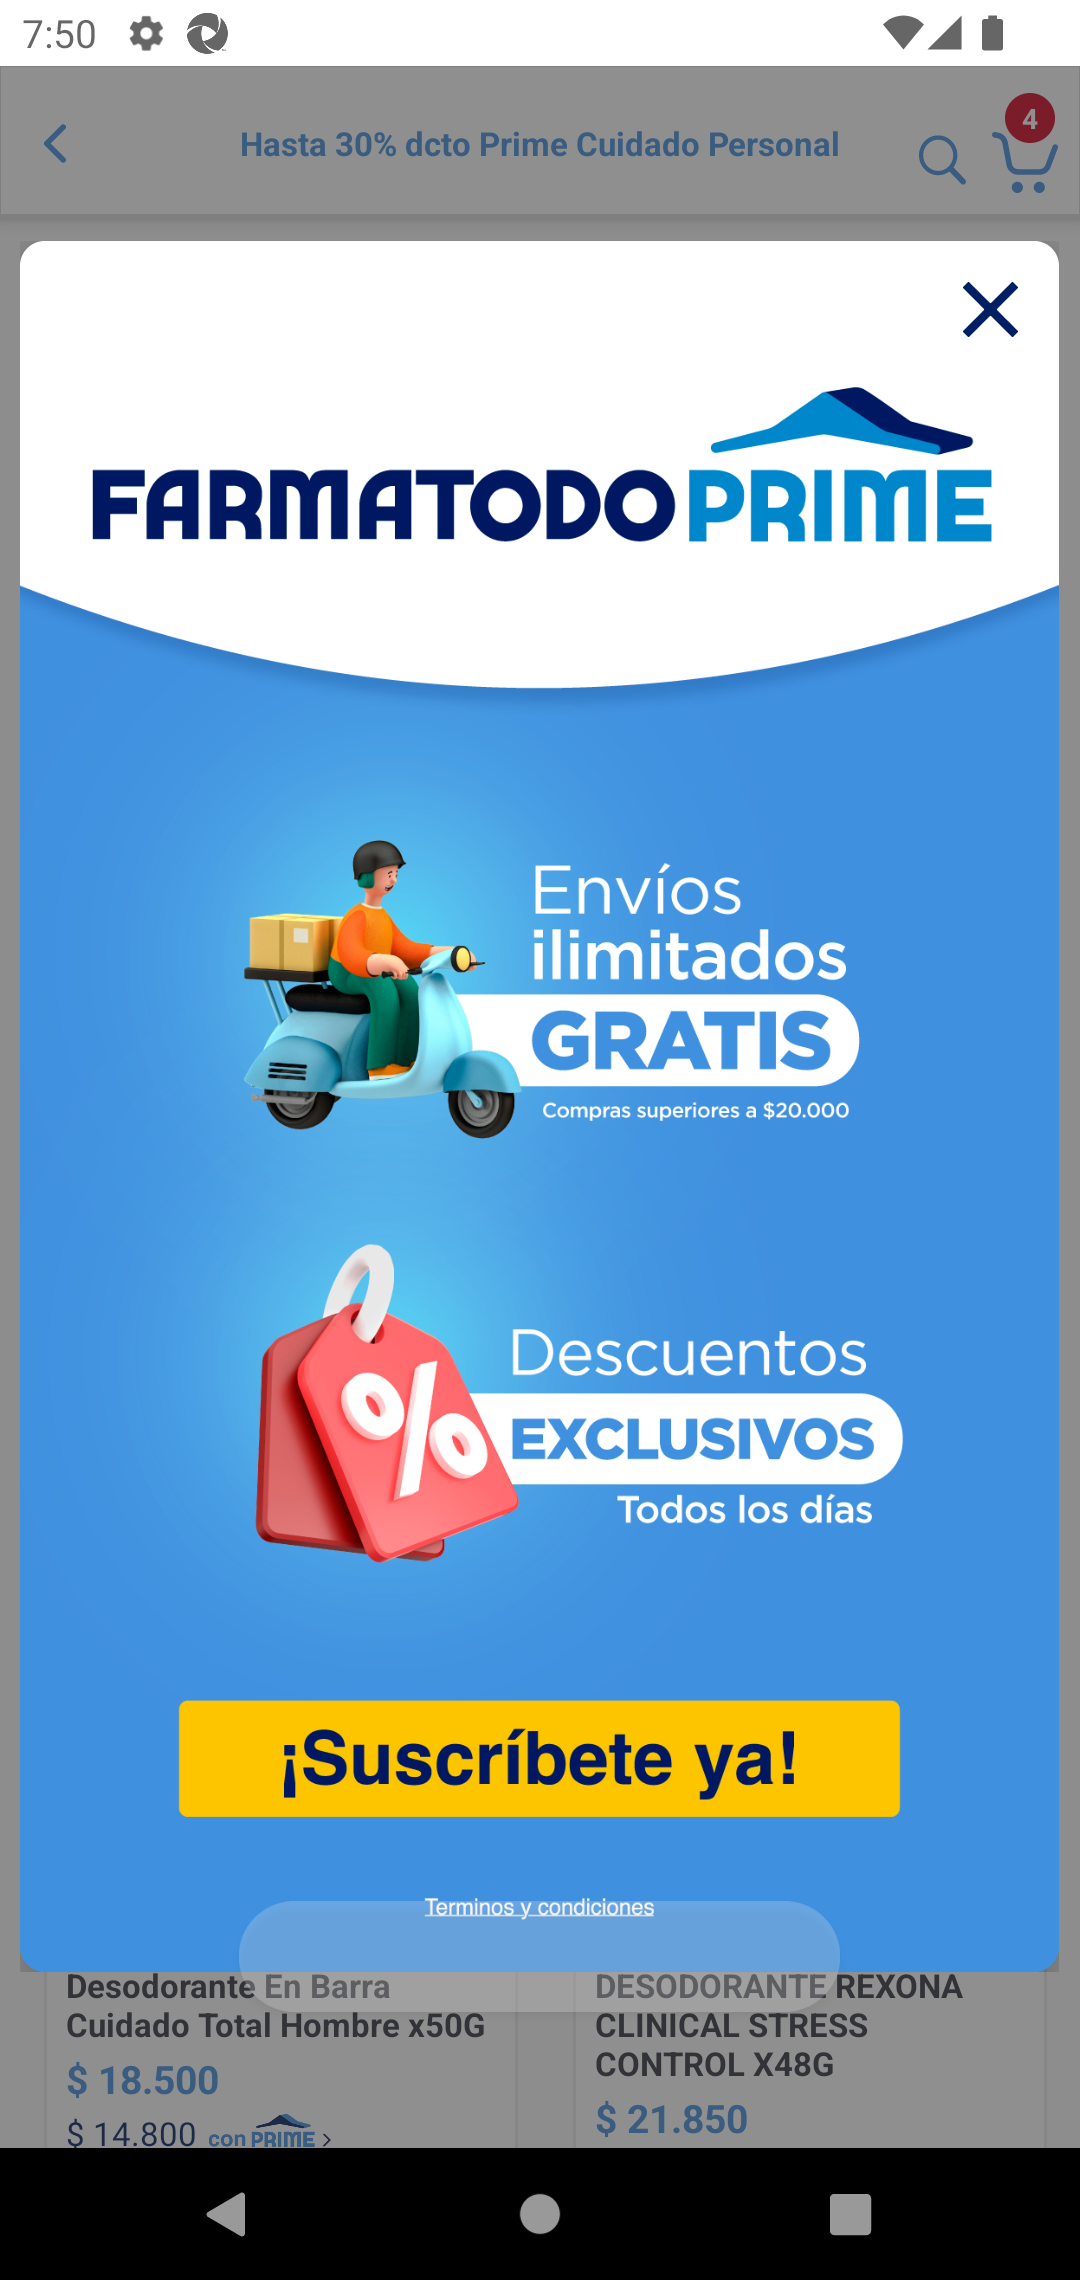 7:50
Hasta 30% dcto Prime Cuidado Personal
4
FARMATODO PRIME
Envíos
ilimitados
GRATIS
Compras superiores a $20.000
%
Descuentos
EXCLUSIVOS
Todos los días
¡Suscríbete ya!
Terminos y condiciones
Desodorante En Barra
Cuidado Total Hombre x50G
$ 18.500
$ 14.800 con PRIME >
DESODORANTE REXONA
CLINICAL STRESS
CONTROL X48G
$ 21.850